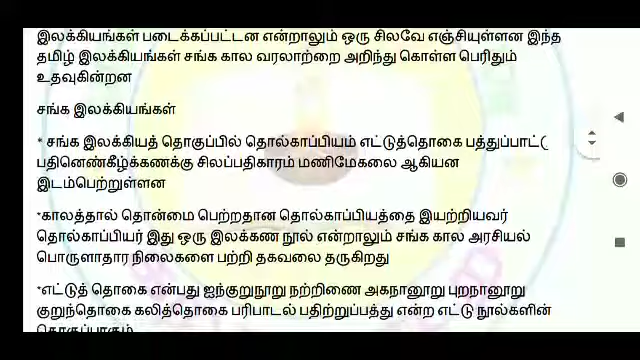 இலக்கியங்கள் படைக்கப்பட்டன என்றாலும் ஒரு சிலவே எஞ்சியுள்ளன இந்த
தமிழ் இலக்கியங்கள் சங்க கால வரலாற்றை அறிந்து கொள்ள பெரிதும்
உதவுகின்றன
சங்க இலக்கியங்கள்
* சங்க இலக்கியத் தொகுப்பில் தொல்காப்பியம் எட்டுத்தொகை பத்துப்பாட்(
பதினெண்கீழ்க்கணக்கு சிலப்பதிகாரம் மணிமேகலை ஆகியன
இடம்பெற்றுள்ளன
*காலத்தால் தொன்மை பெற்றதான தொல்காப்பியத்தை இயற்றியவர்
தொல்காப்பியர் இது ஒரு இலக்கண நூல் என்றாலும் சங்க கால அரசியல்
பொருளாதார நிலைகளை பற்றி தகவலை தருகிறது
*எட்டுத் தொகை என்பது ஐங்குறுநூறு நற்றிணை அகநானூறு புறநானூறு
குறுந்தொகை கலித்தொகை பரிபாடல் பதிற்றுப்பத்து என்ற எட்டு நூல்களின்
தொகுப்பாகும்